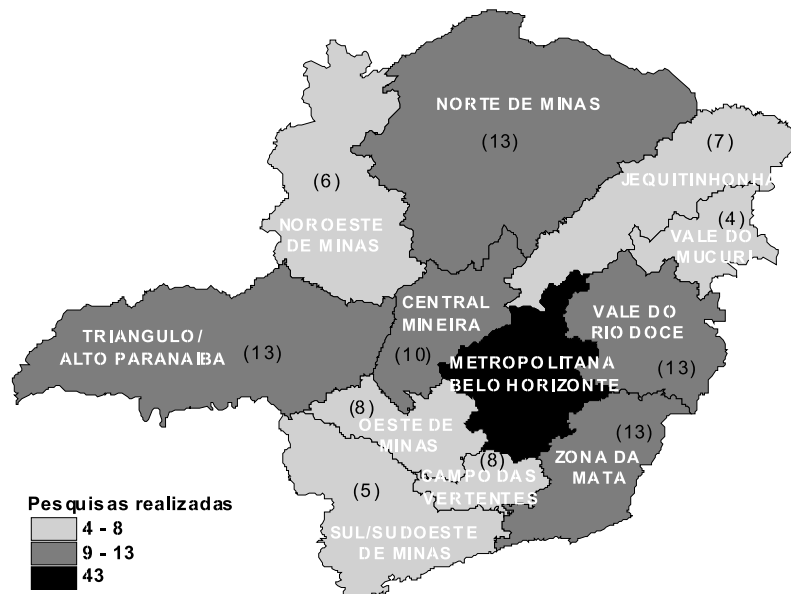 NORTE DE MINAS
(13)
(7)
JEQUITINHONHA
(6)
NOROESTE
DE MINAS
(4)
VALE DO
MUCURI
CENTRAL
MINEIRA
(10)
VALE DO
RIO DOCE
(13)
TRIANGULO/
ALTO PARANAIBA
(13)
METROPOLITANA
BELO HORIZONTE
(8)
OESTE DE
MINAS
(13)
ZONA DA
MATA
(8)
CAMPO DAS
VERTENTES
(5)
SUL/SUDOESTE
DE MINAS
Pesquisas realizadas
4 - 8
9 - 13
43